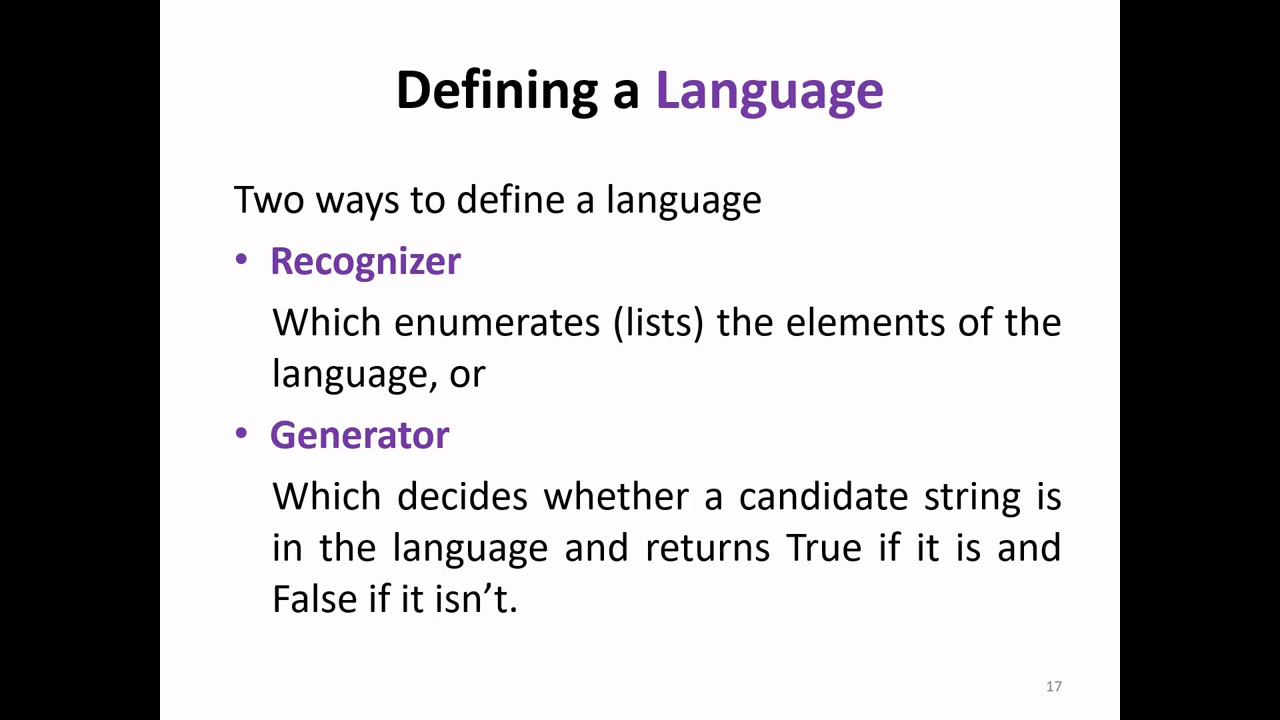 Defining a Language
Two ways to define a language
• Recognizer
Which enumerates (lists) the elements of the
language, or
• Generator
Which decides whether a candidate string is
in the language and returns True if it is and
False if it isn’t.
17